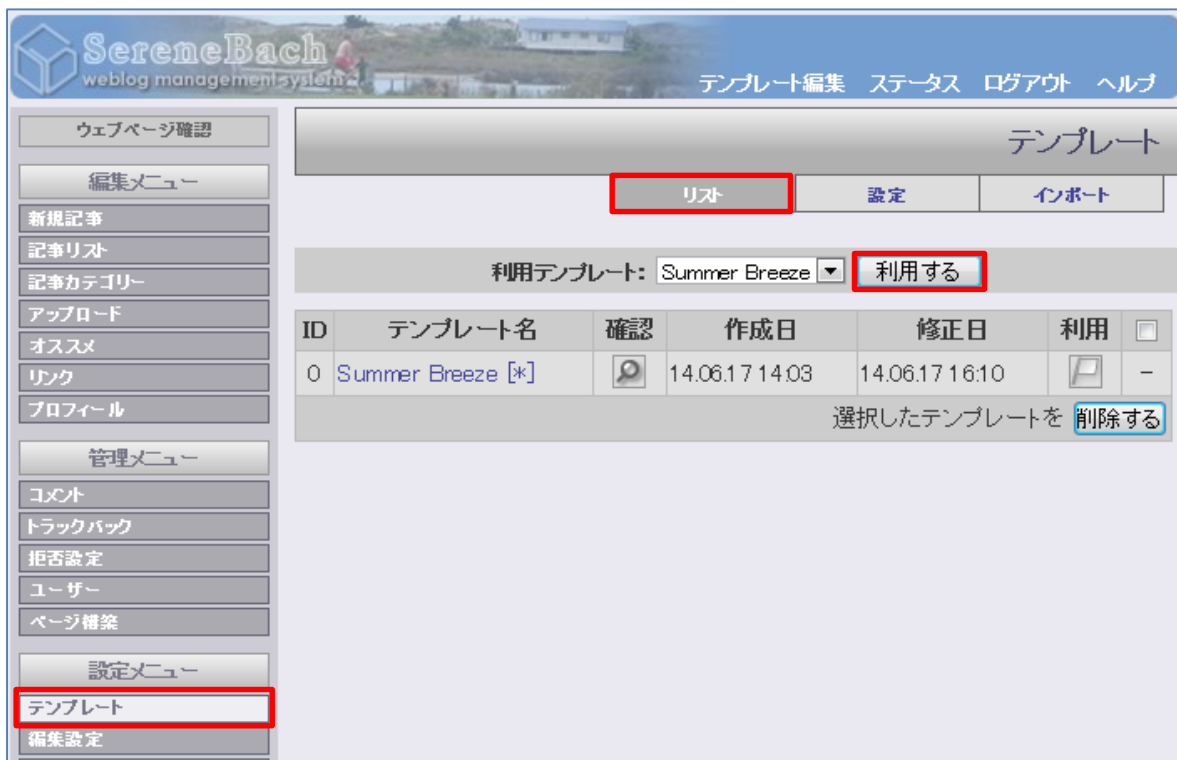 SereneBach
weblog management system
テンプレート編集 ステータス ログアウト ヘルプ
ウェブページ確認
編集メニュー
新規記事
記事リスト
記事カテゴリー
アップロード
オススメ
リンク
プロフィール
管理メニュー
コメント
トラックバック
拒否設定
ユーザー
ページ構築
設定メニュー
テンプレート
編集設定
テンプレート
リスト 設定 インポート
利用テンプレート: Summer Breeze 利用する
ID テンプレート名 確認 作成日 修正日 利用
0 Summer Breeze [*] 14.06.17 14:03 14.06.17 16:10 −
選択したテンプレートを 削除する